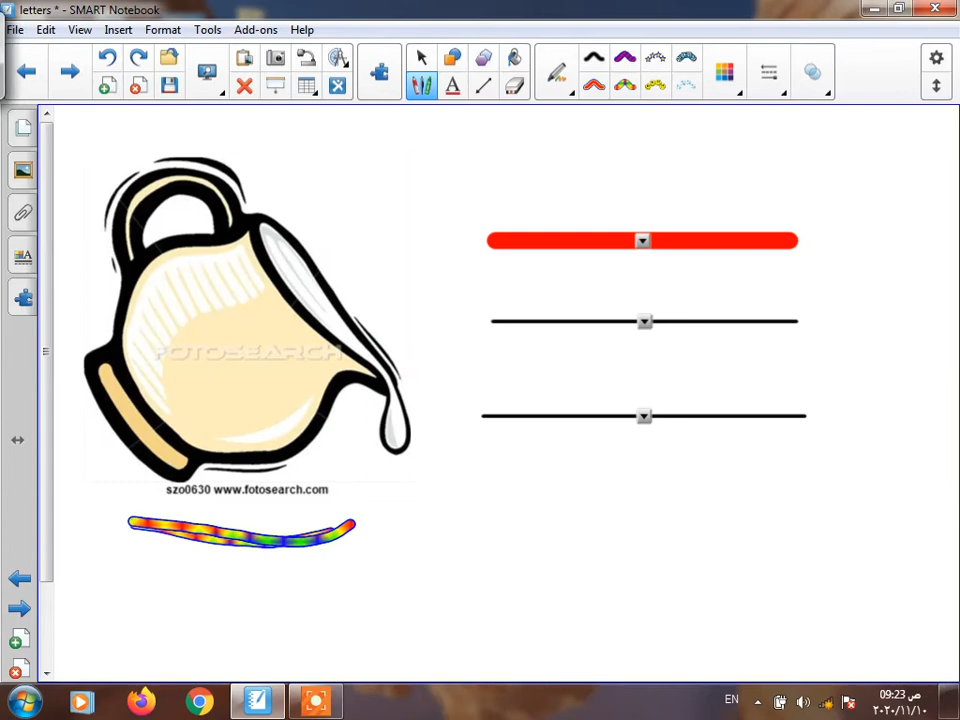 letters * - SMART Notebook
File Edit View Insert Format Tools Add-ons Help
FOTOSEARCH
szo0630 www.fotosearch.com
EN
ص 09:23
٢٠٢٠/١١/١٠